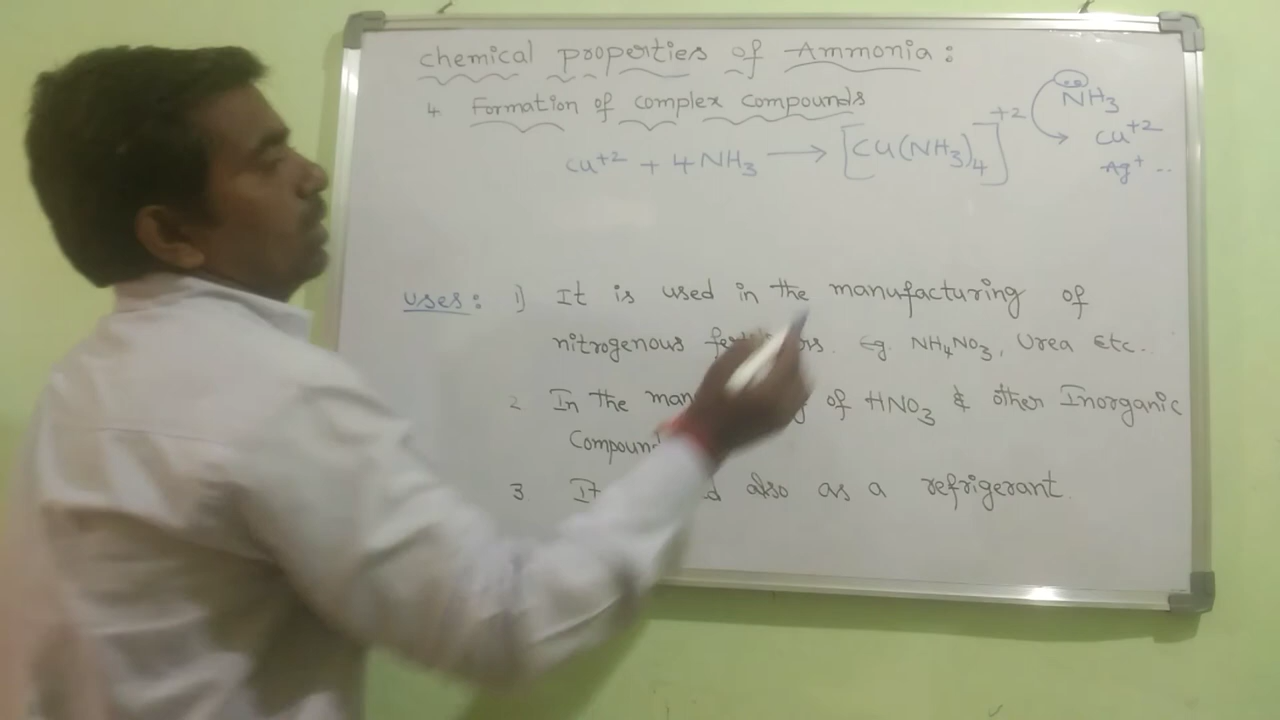 chemical properties of Ammonia:
4 Formation of complex compounds
NH3
Cu+2
Ag+ ..
Cu+2 + 4NH3 → [Cu(NH3)4]+2
Uses: 1) It is used in the manufacturing of
nitrogenous Eg. NH4NO3, Urea Etc..
2 In the of HNO3 & other Inorganic
3 It also as a refrigerant.